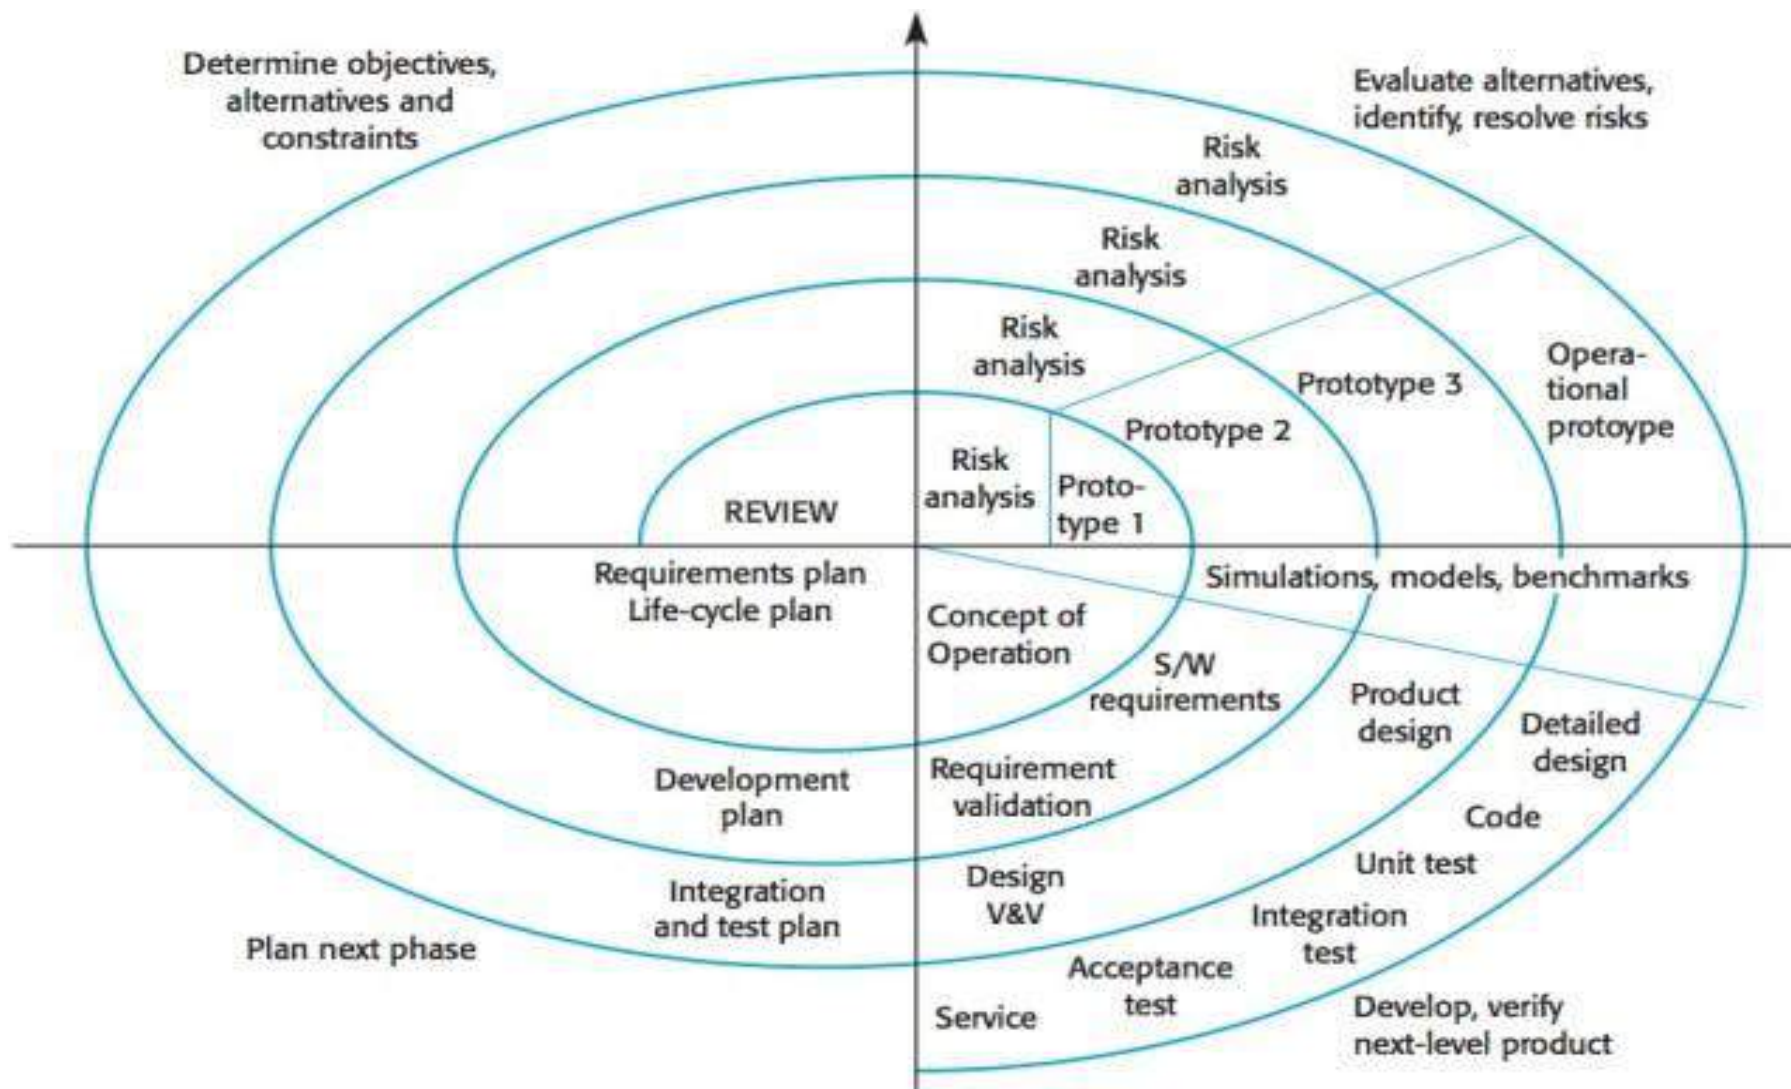 Determine objectives,
alternatives and
constraints
Evaluate alternatives,
identify, resolve risks
Risk
analysis
Risk
analysis
Risk
analysis
Risk
analysis
Proto-
type 1
Prototype 2
Prototype 3
Opera-
tional
protoype
REVIEW
Requirements plan
Life-cycle plan
Simulations, models, benchmarks
Concept of
Operation
S/W
requirements
Product
design
Detailed
design
Development
plan
Requirement
validation
Code
Unit test
Integration
and test plan
Design
V&V
Integration
test
Plan next phase
Acceptance
test
Service
Develop, verify
next-level product